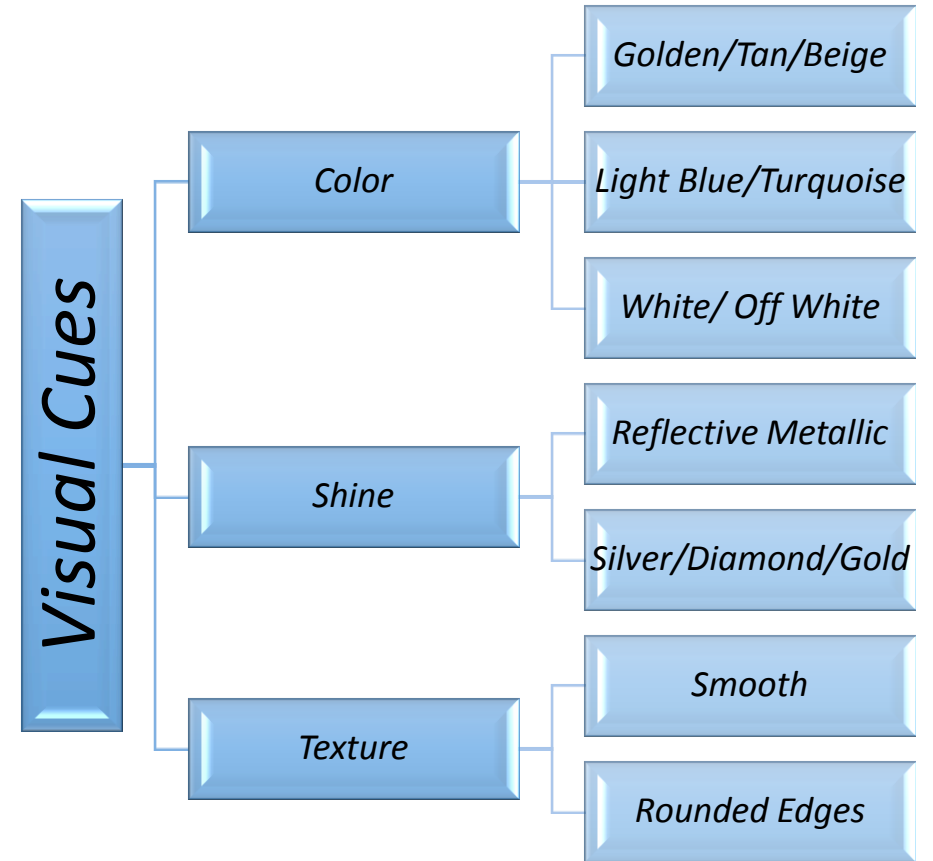 Visual Cues
Color
Golden/Tan/Beige
Light Blue/Turquoise
White/ Off White
Shine
Reflective Metallic
Silver/Diamond/Gold
Texture
Smooth
Rounded Edges